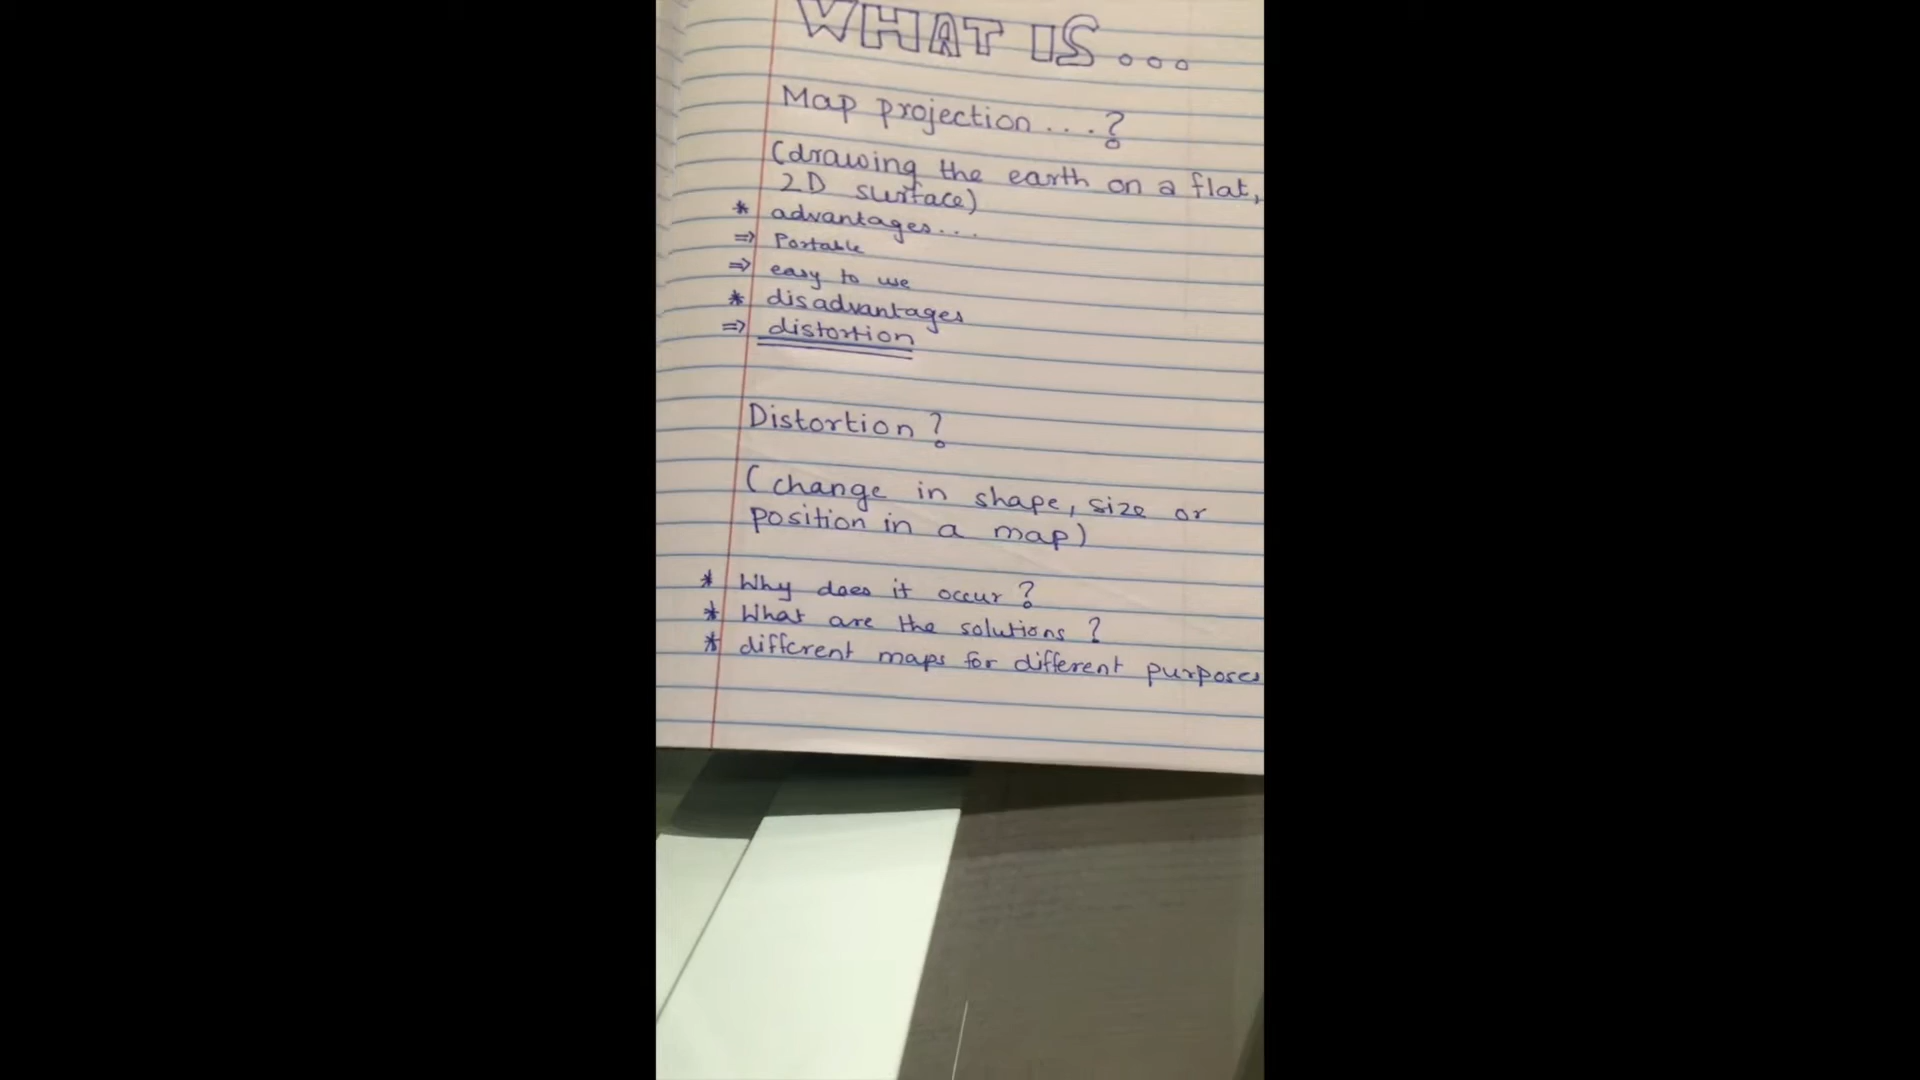 WHAT IS...
Map projection....?
(drawing the earth on a flat,
2D surface)
* advantages...
⇒ Portable
⇒ easy to use
* disadvantages
⇒ distortion
Distortion?
(change in shape, size or
position in a map)
* Why does it occur?
* What are the solutions?
* different maps for different purposes